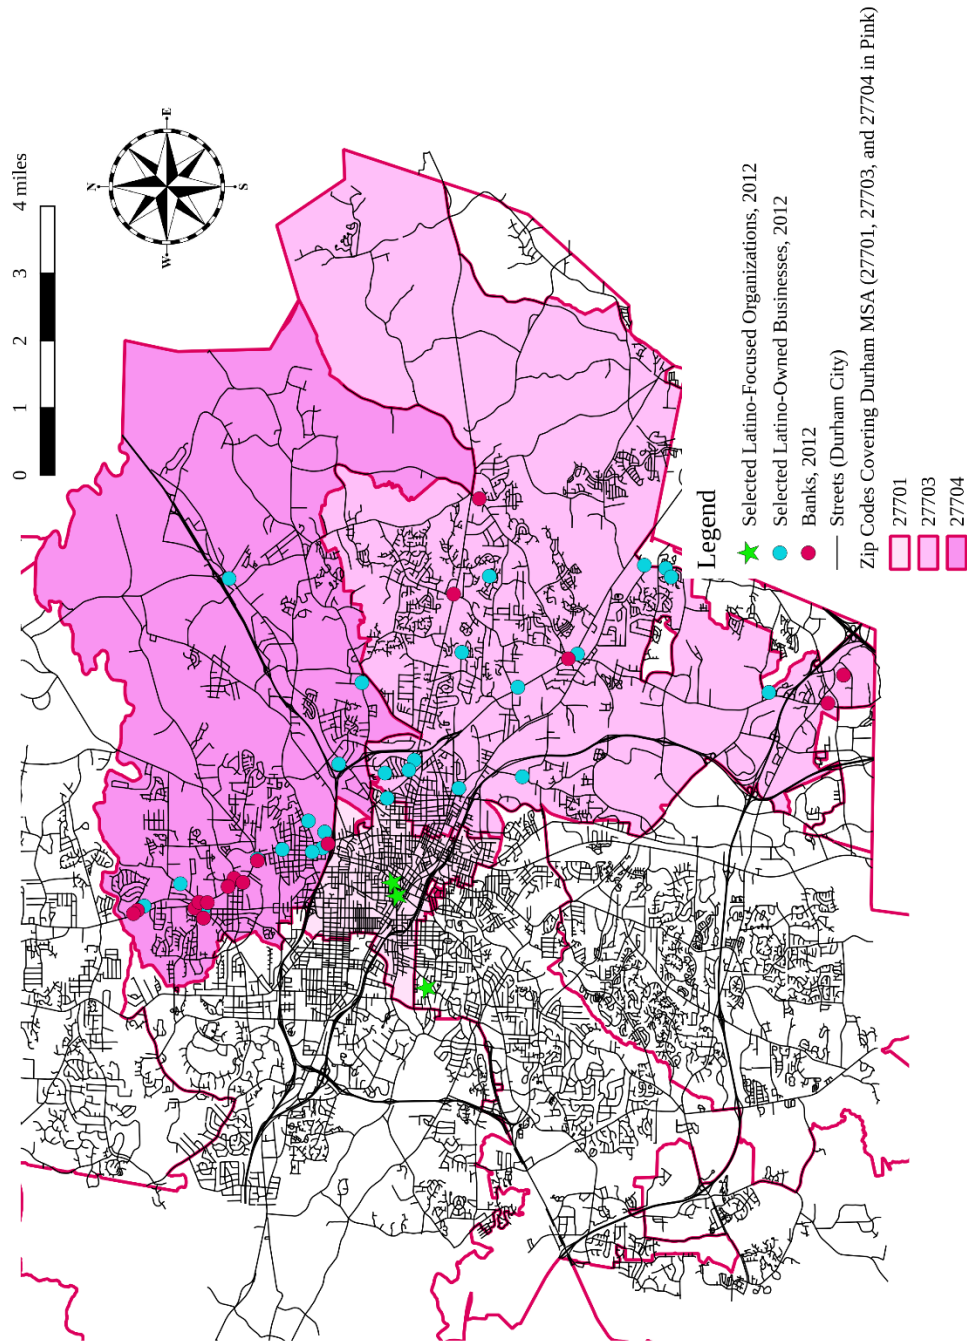 0 1 2 3 4 miles
N
E
S
W
Legend
Selected Latino-Focused Organizations, 2012
Selected Latino-Owned Businesses, 2012
Banks, 2012
Streets (Durham City)
Zip Codes Covering Durham MSA (27701, 27703, and 27704 in Pink)
27701
27703
27704